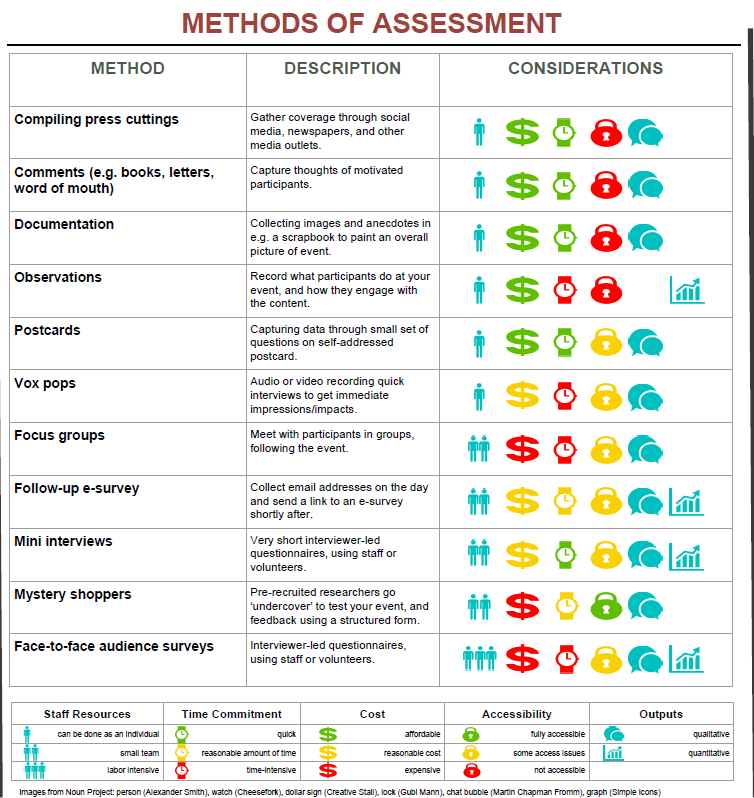 METHODS OF ASSESSMENT
METHOD DESCRIPTION CONSIDERATIONS
Compiling press cuttings
Gather coverage through social
media, newspapers, and other
media outlets.
Comments (e.g. books, letters,
word of mouth)
Capture thoughts of motivated
participants.
Documentation
Collecting images and anecdotes in
e.g. a scrapbook to paint an overall
picture of event.
Observations
Record what participants do at your
event, and how they engage with
the content.
Postcards
Capturing data through small set of
questions on self-addressed
postcard.
Vox pops
Audio or video recording quick
interviews to get immediate
impressions/impacts.
Focus groups
Meet with participants in groups,
following the event.
Follow-up e-survey
Collect email addresses on the day
and send a link to an e-survey
shortly after.
Mini interviews
Very short interviewer-led
questionnaires, using staff or
volunteers.
Mystery shoppers
Pre-recruited researchers go
'undercover' to test your event, and
feedback using a structured form.
Face-to-face audience surveys
Interviewer-led questionnaires,
using staff or volunteers.
Staff Resources Time Commitment Cost Accessibility Outputs
can be done as an individual quick affordable fully accessible qualitative
small team reasonable amount of time reasonable cost some access issues quantitative
labor intensive time-intensive expensive not accessible
Images from Noun Project: person (Alexander Smith), watch (Cheesefork), dollar sign (Creative Stall), lock (Gubi Mann), chat bubble (Martin Chapman Fromm), graph (Simple Icons)